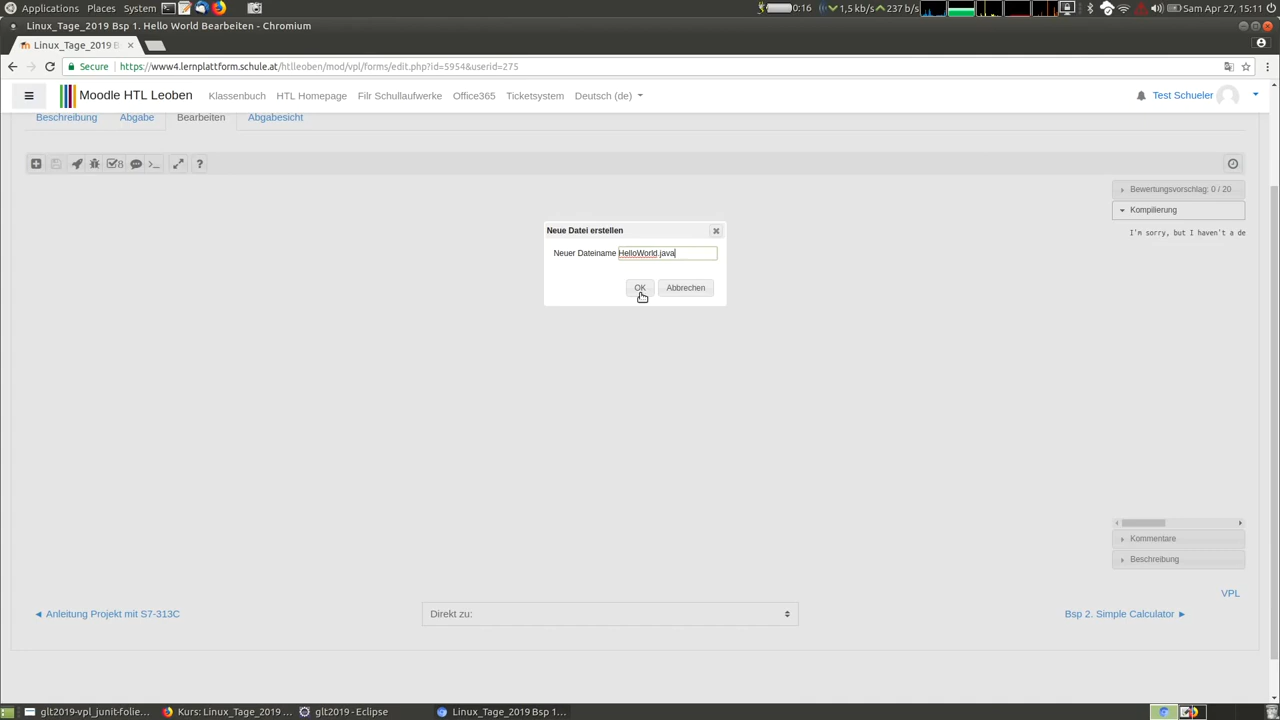 Applications Places System 0:16 1,5 kb/s 237 b/s Sam Apr 27, 15:11
Linux_Tage_2019 Bsp 1. Hello World Bearbeiten - Chromium
Linux_Tage_2019 B
Secure https://www4.lernplattform.schule.at/htlleoben/mod/vpl/forms/edit.php?id=5954&userid=275
Moodle HTL Leoben Klassenbuch HTL Homepage Filr Schullaufwerke Office365 Ticketsystem Deutsch (de) Test Schueler
Beschreibung Abgabe Bearbeiten Abgabesicht
8
Bewertungsvorschlag: 0 / 20
Kompilierung
I'm sorry, but I haven't a de
Neue Datei erstellen
Neuer Dateiname HelloWorld.java
OK Abbrechen
Kommentare
Beschreibung
VPL
◄ Anleitung Projekt mit S7-313C Direkt zu: Bsp 2. Simple Calculator ►
glt2019-vpl_junit-folie... Kurs: Linux_Tage_2019 ... glt2019 - Eclipse Linux_Tage_2019 Bsp 1...